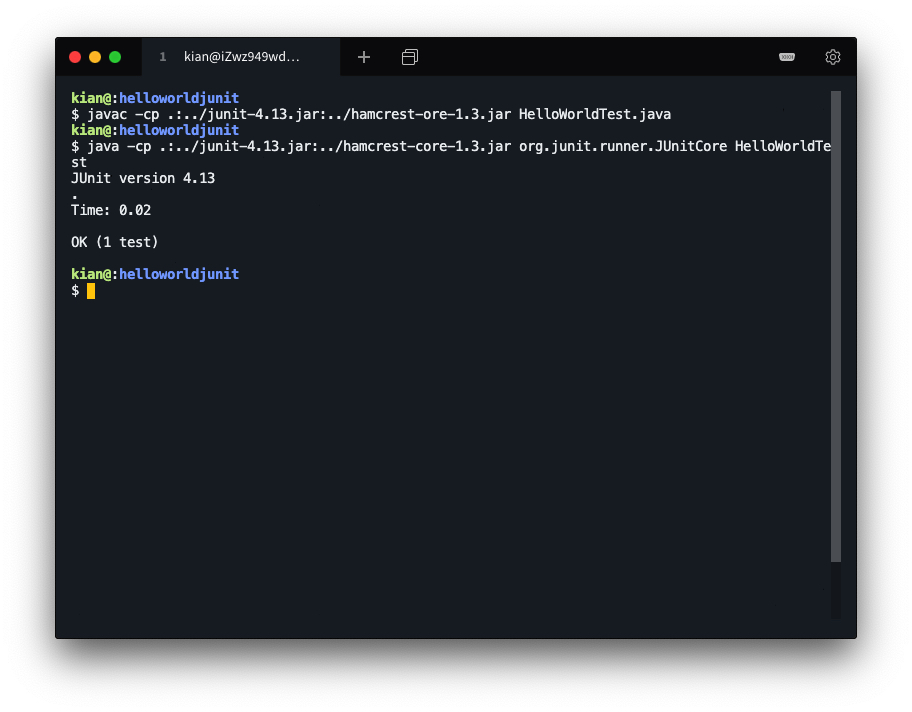 1 kian@iZwz949wd...
kian@:helloworldjunit
$ javac -cp .:../junit-4.13.jar:../hamcrest-ore-1.3.jar HelloWorldTest.java
kian@:helloworldjunit
$ java -cp .:../junit-4.13.jar:../hamcrest-core-1.3.jar org.junit.runner.JUnitCore HelloWorldTe
st
JUnit version 4.13
.
Time: 0.02
OK (1 test)
kian@:helloworldjunit
$